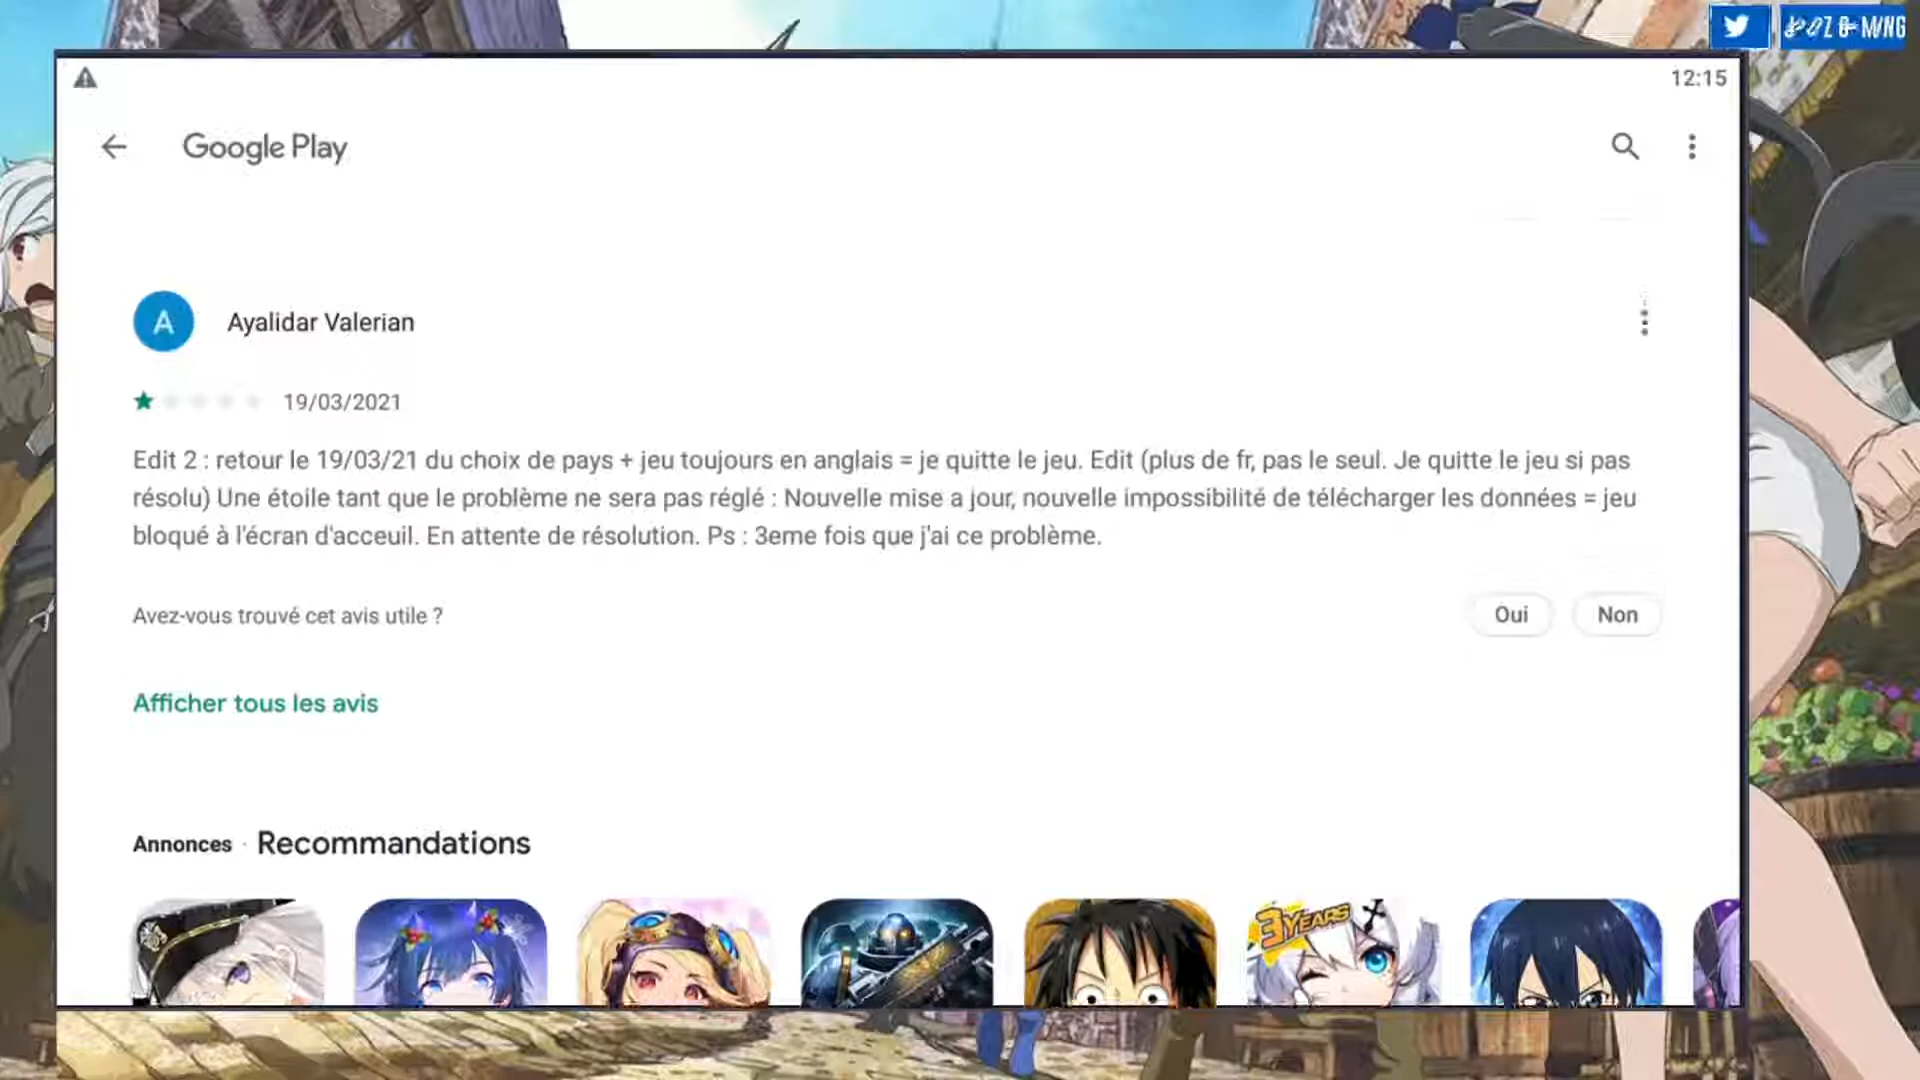 12:15
Google Play
A
Ayalidar Valerian
19/03/2021
Edit 2 : retour le 19/03/21 du choix de pays + jeu toujours en anglais = je quitte le jeu. Edit (plus de fr, pas le seul. Je quitte le jeu si pas
résolu) Une étoile tant que le problème ne sera pas réglé : Nouvelle mise a jour, nouvelle impossibilité de télécharger les données = jeu
bloqué à l'écran d'acceuil. En attente de résolution. Ps : 3eme fois que j'ai ce problème.
Avez-vous trouvé cet avis utile ?
Oui
Non
Afficher tous les avis
Annonces · Recommandations
3 YEARS